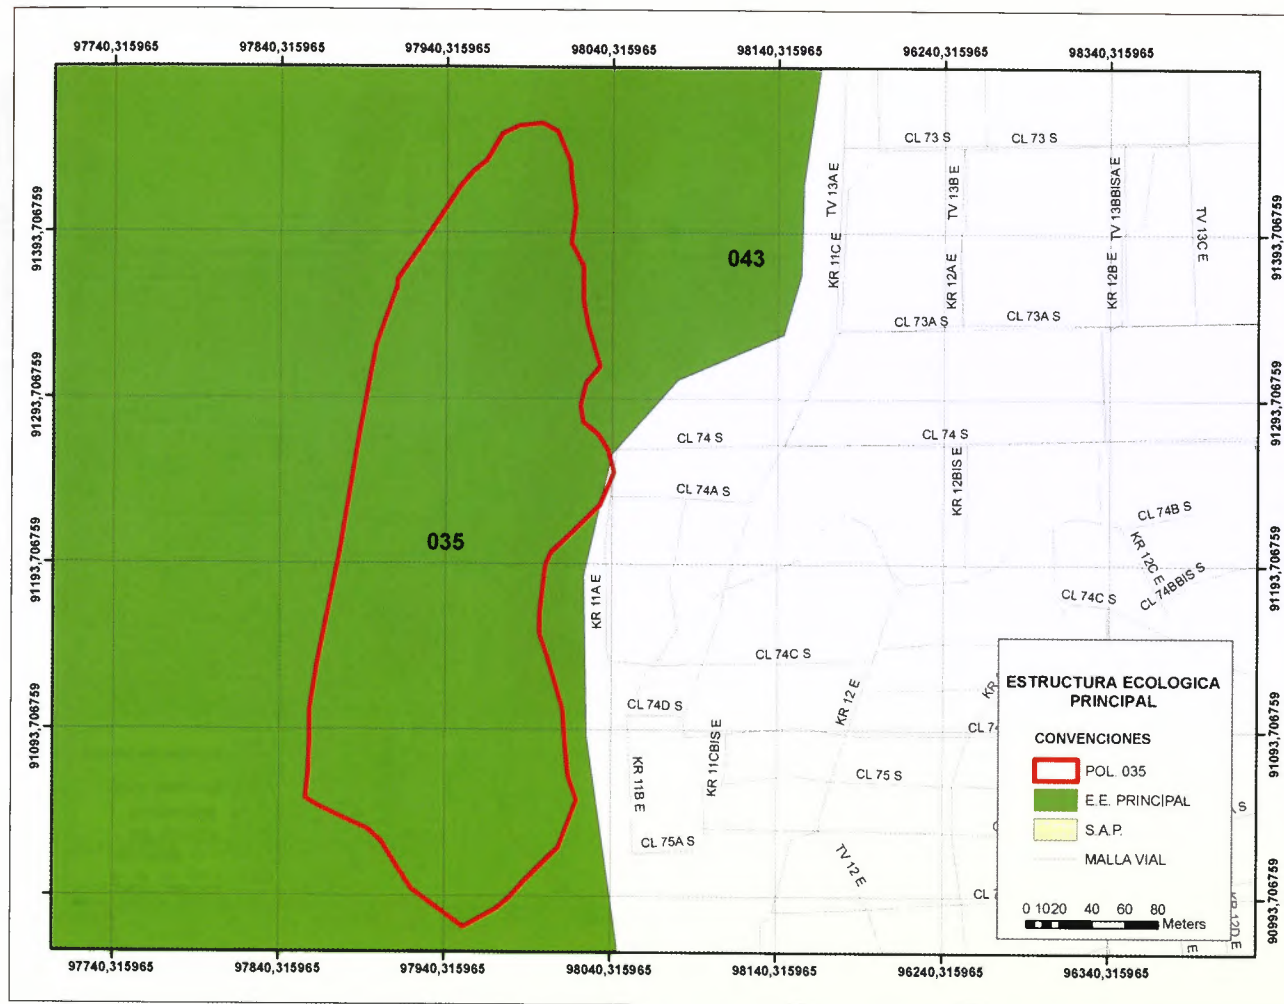 97740,315965 97840,315965 97940,315965 98040,315965 98140,315965 96240,315965 98340,315965
91393,706759
91293,706759
91193,706759
91093,706759
91393,706759
91293,706759
91193,706759
91093,706759
90993,706759
CL 73 S
CL 73 S
TV 13A E
TV 13B E
TV 13BBISA E
TV 13C E
043
KR 11C E
KR 12A E
KR 12B E
CL 73A S
CL 73A S
CL 74 S
CL 74 S
CL 74A S
KR 12BIS E
CL 74B S
035
KR 12C E
CL 74BBIS S
KR 11A E
CL 74C S
CL 74C S
CL 74D S
KR 12 E
KR
CL 74
KR 11B E
KR 11CBIS E
CL 75 S
CL 75A S
TV 12 E
CL
KR 12D E
E
S
ESTRUCTURA ECOLOGICA
PRINCIPAL
CONVENCIONES
POL. 035
E.E. PRINCIPAL
S.A.P.
MALLA VIAL
0 10 20 40 60 80
Meters
97740,315965 97840,315965 97940,315965 98040,315965 98140,315965 96240,315965 96340,315965